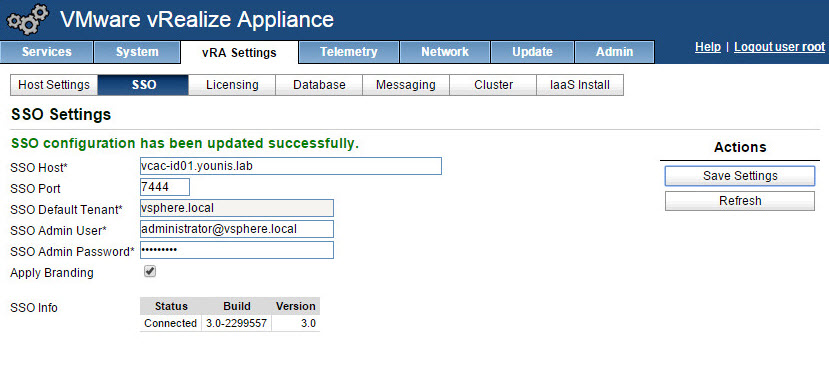 VMware vRealize Appliance
Services System vRA Settings Telemetry Network Update Admin Help | Logout user root
Host Settings SSO Licensing Database Messaging Cluster IaaS Install
SSO Settings
SSO configuration has been updated successfully.
Actions
SSO Host* vcac-id01.younis.lab
Save Settings
SSO Port 7444
Refresh
SSO Default Tenant* vsphere.local
SSO Admin User* administrator@vsphere.local
SSO Admin Password* •••••••••
Apply Branding
SSO Info
Status Build Version
Connected 3.0-2299557 3.0